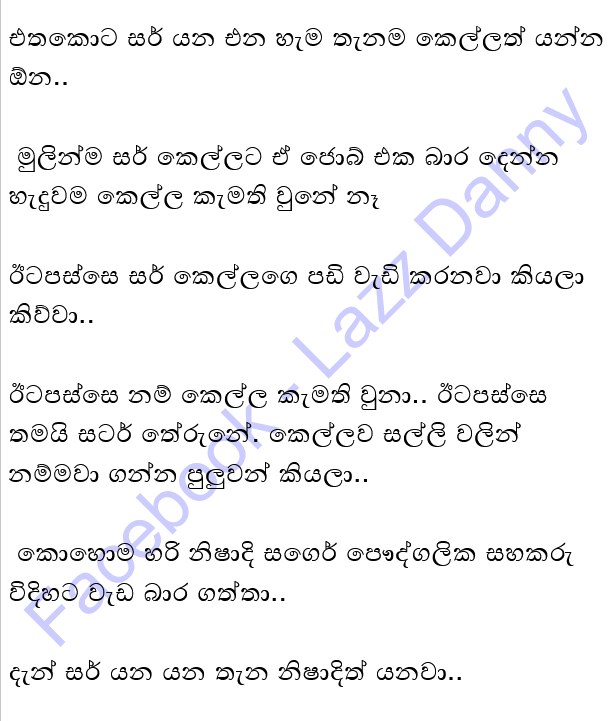 එතකොට සර් යන එන හැම තැනම කෙල්ලත් යන්න
ඕන..
මුලින්ම සර් කෙල්ලට ඒ ජොබ් එක බාර දෙන්න
හැදුවම කෙල්ල කැමති වුනේ නෑ
ඊටපස්සෙ සර් කෙල්ලගෙ පඩි වැඩි කරනවා කියලා
කිව්වා..
ඊටපස්සෙ නම් කෙල්ල කැමති වුනා.. ඊටපස්සෙ
තමයි සටර් තේරුනේ. කෙල්ලව සල්ලි වලින්
නම්මවා ගන්න පුලුවන් කියලා..
කොහොම හරි නිෂාදි සගෙර් පෞද්ගලික සහකරු
විදිහට වැඩ බාර ගත්තා..
දැන් සර් යන යන තැන නිෂාදිත් යනවා..
Facebook - Lazz Danny